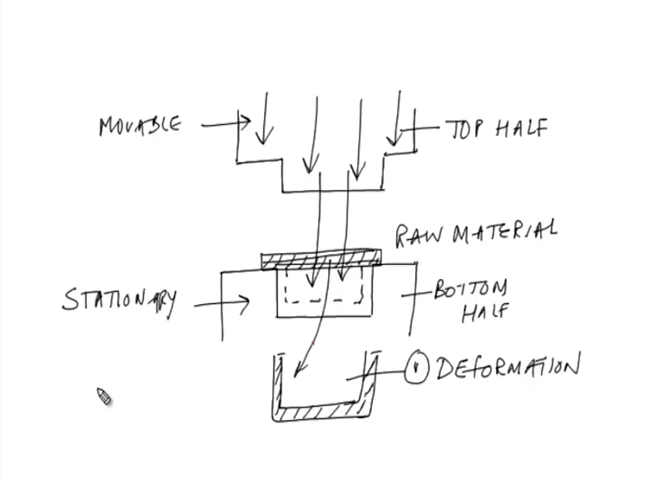 MOVABLE
TOP HALF
RAW MATERIAL
STATIONARY
BOTTOM
HALF
1 DEFORMATION